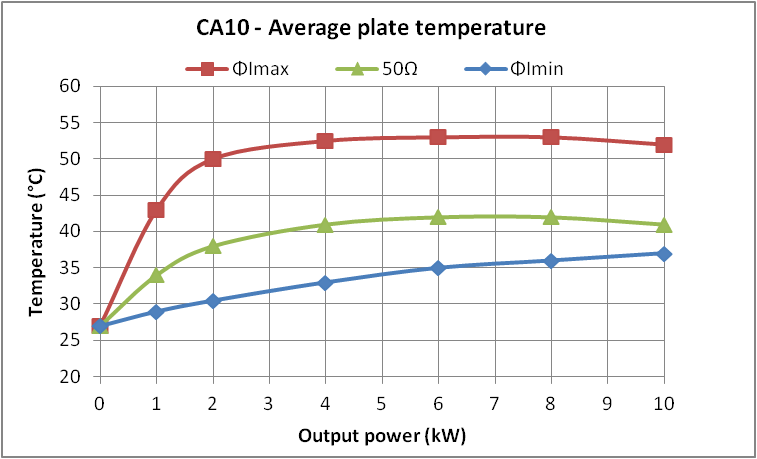 CA10 - Average plate temperature
ΦImax 50Ω ΦImin
60
55
50
45
40
35
30
25
20
Temperature (°C)
0 1 2 3 4 5 6 7 8 9 10
Output power (kW)